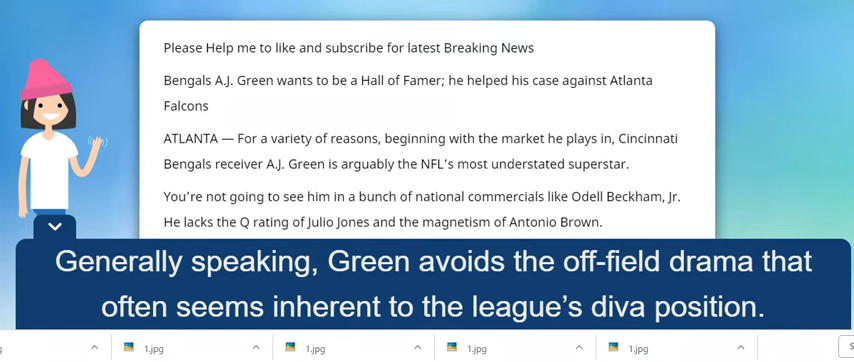 Please Help me to like and subscribe for latest Breaking News
Bengals A.J. Green wants to be a Hall of Famer; he helped his case against Atlanta
Falcons
ATLANTA — For a variety of reasons, beginning with the market he plays in, Cincinnati
Bengals receiver A.J. Green is arguably the NFL's most understated superstar.
You're not going to see him in a bunch of national commercials like Odell Beckham, Jr.
He lacks the Q rating of Julio Jones and the magnetism of Antonio Brown.
Generally speaking, Green avoids the off-field drama that
often seems inherent to the league's diva position.
1.jpg 1.jpg 1.jpg 1.jpg